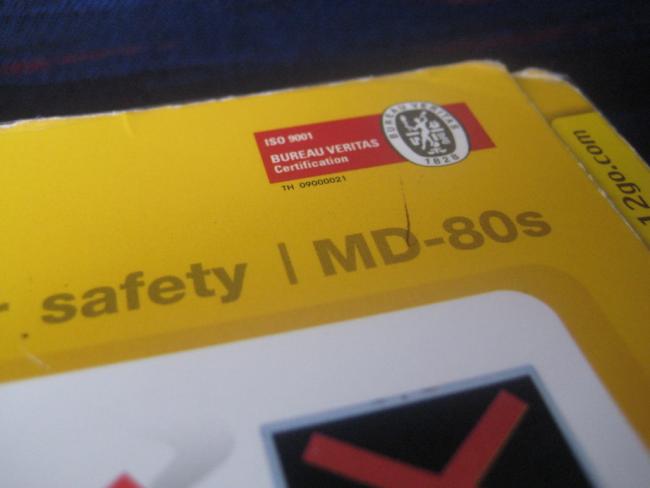 ISO 9001
BUREAU VERITAS
Certification
BUREAU VERITAS
1828
TH 09000021
12go.com
safety | MD-80s